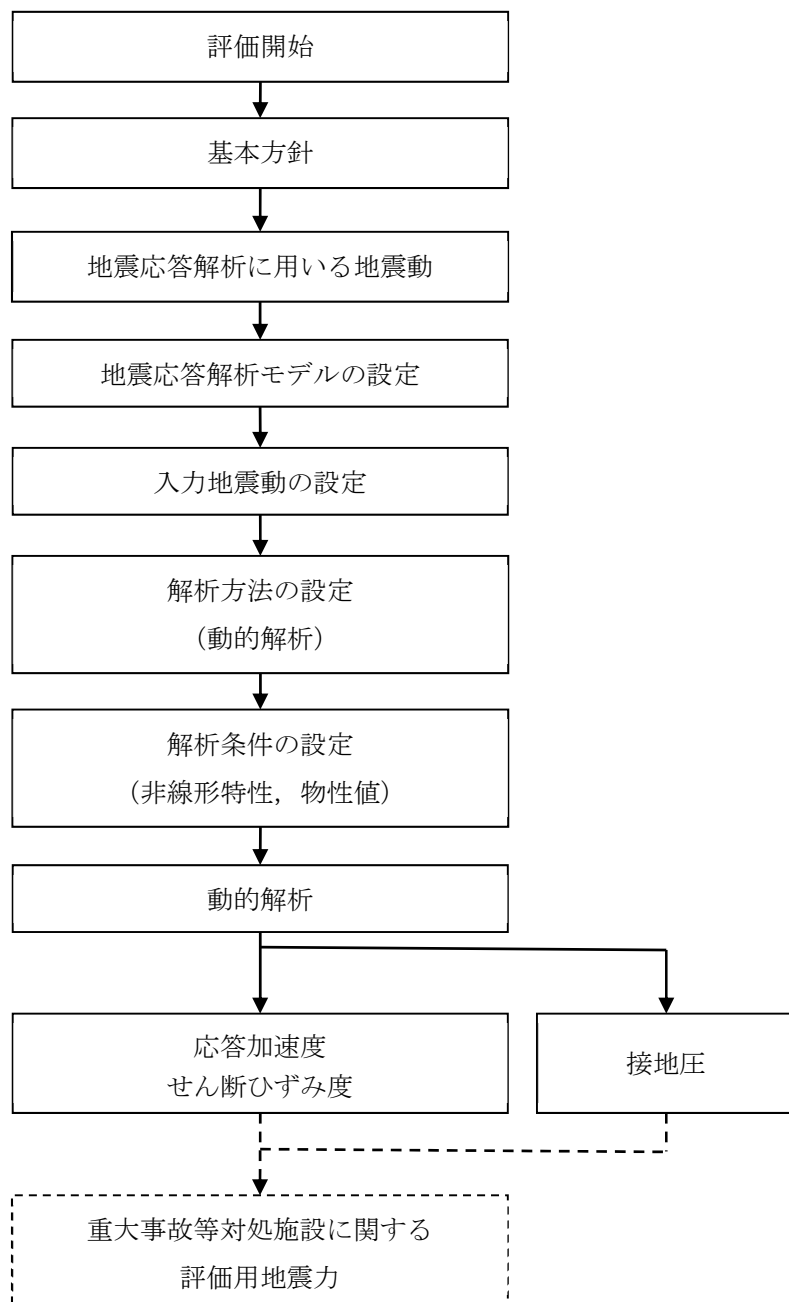 評価開始
基本方針
地震応答解析に用いる地震動
地震応答解析モデルの設定
入力地震動の設定
解析方法の設定
（動的解析）
解析条件の設定
（非線形特性，物性値）
動的解析
応答加速度
せん断ひずみ度
接地圧
重大事故等対処施設に関する
評価用地震力